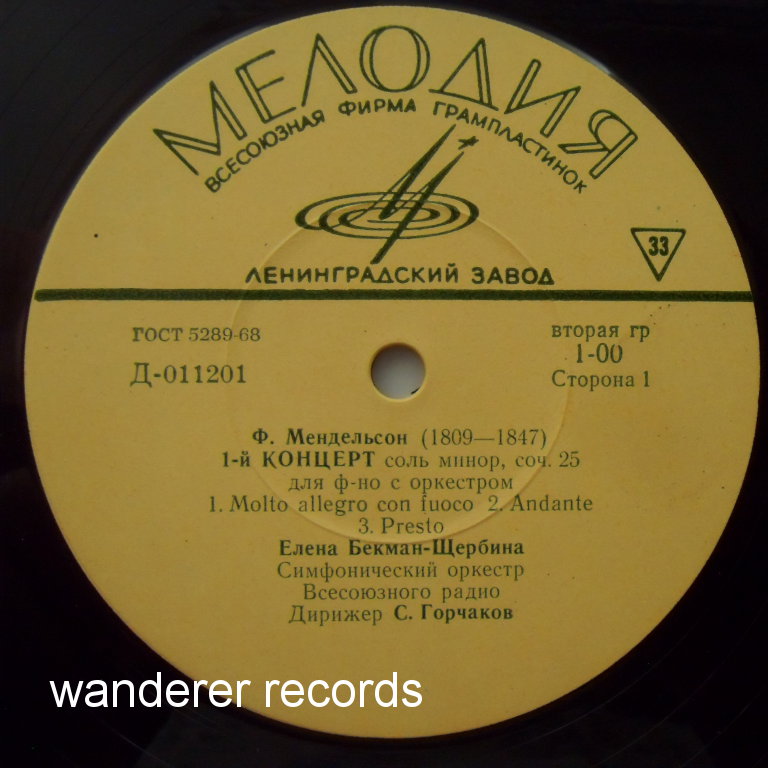 МЕЛОДИЯ
ВСЕСОЮЗНАЯ ФИРМА ГРАМПЛАСТИНОК
33
ЛЕНИНГРАДСКИЙ ЗАВОД
ГОСТ 5289-68
вторая гр
1-00
Д-011201
Сторона 1
Ф. Мендельсон (1809—1847)
1-й КОНЦЕРТ соль минор, соч. 25
для ф-но с оркестром
1. Molto allegro con fuoco 2. Andante
3. Presto
Елена Бекман-Щербина
Симфонический оркестр
Всесоюзного радио
Дирижер С. Горчаков
wanderer records